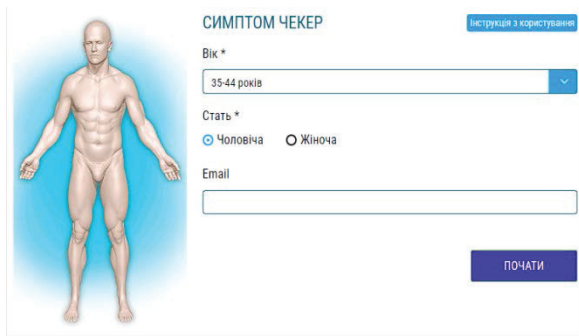 СИМПТОМ ЧЕКЕР
Інструкція з користування
Вік *
35-44 років
Стать *
Чоловіча
Жіноча
Email
ПОЧАТИ